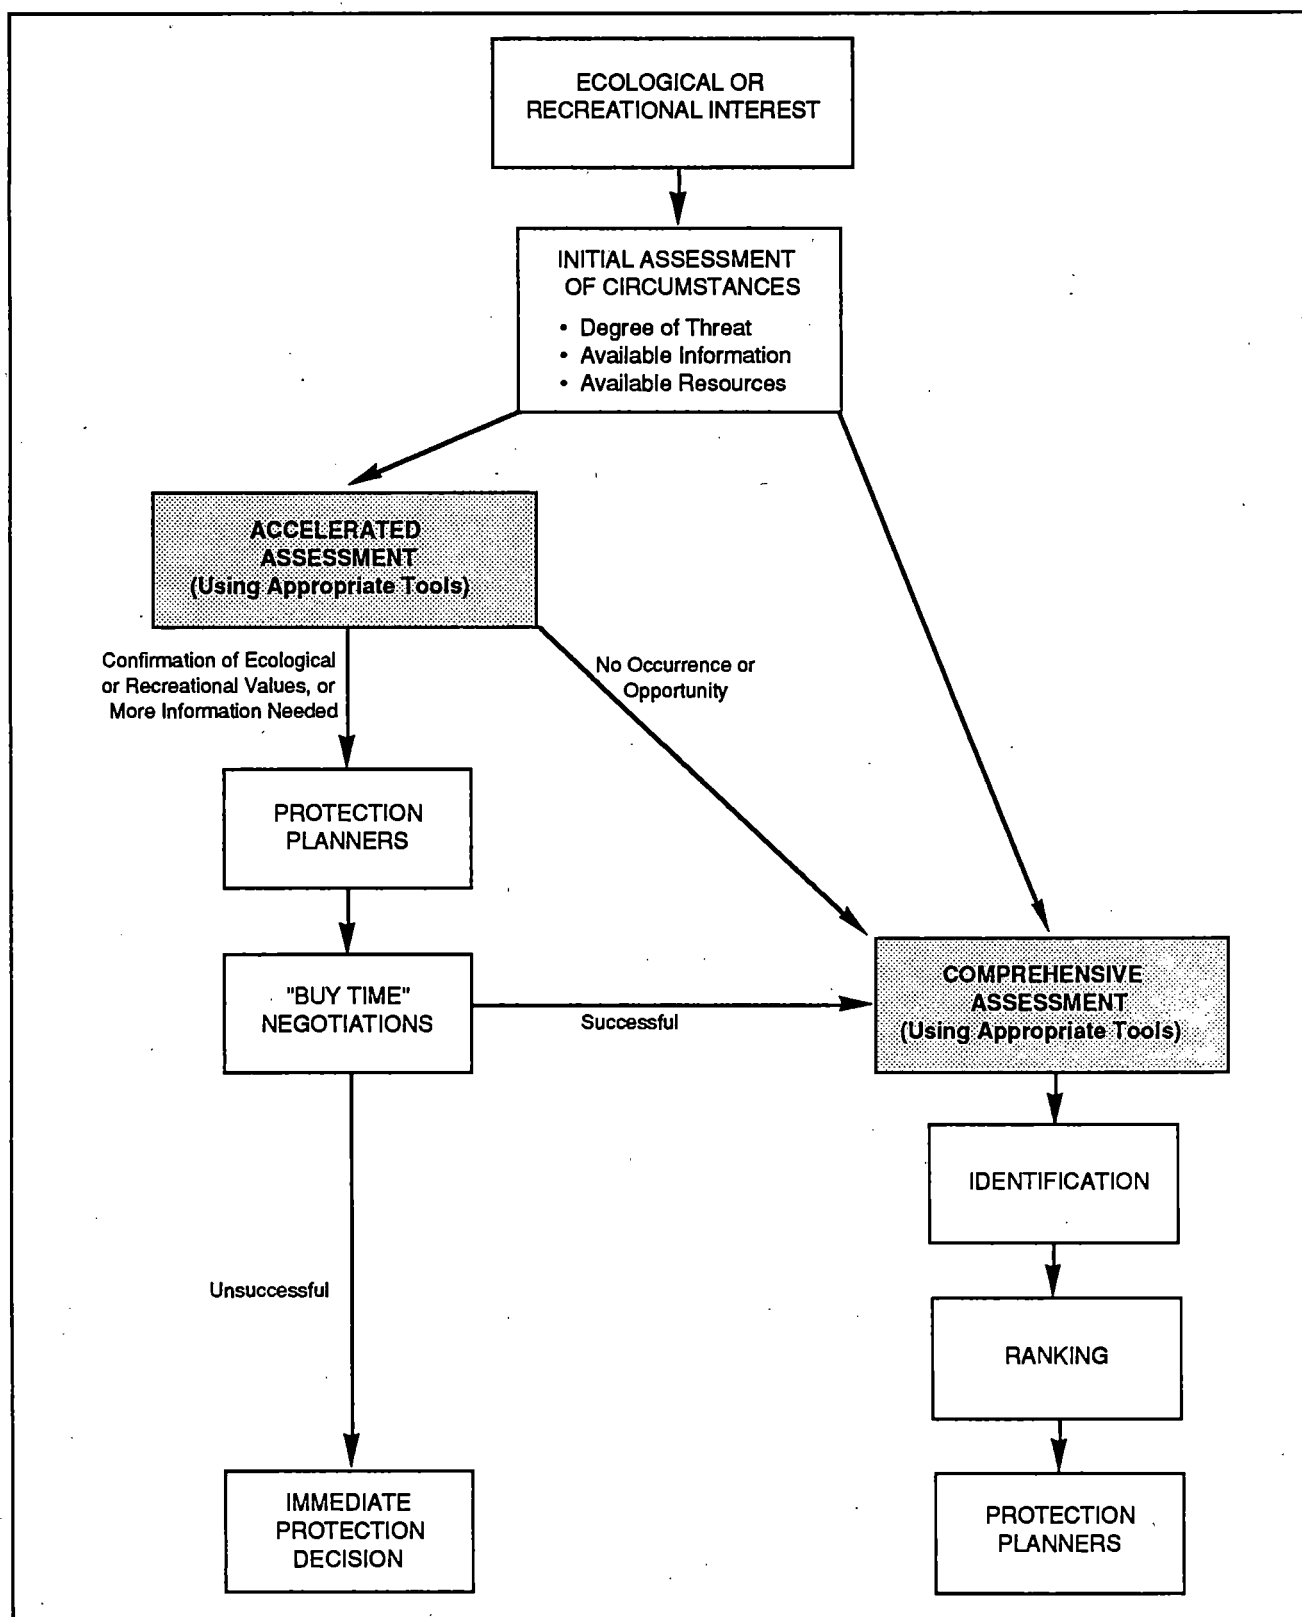 ECOLOGICAL OR
RECREATIONAL INTEREST
INITIAL ASSESSMENT
OF CIRCUMSTANCES
• Degree of Threat
• Available Information
• Available Resources
ACCELERATED
ASSESSMENT
(Using Appropriate Tools)
Confirmation of Ecological
or Recreational Values, or
More Information Needed
No Occurrence or
Opportunity
PROTECTION
PLANNERS
"BUY TIME"
NEGOTIATIONS
Successful
COMPREHENSIVE
ASSESSMENT
(Using Appropriate Tools)
IDENTIFICATION
Unsuccessful
RANKING
IMMEDIATE
PROTECTION
DECISION
PROTECTION
PLANNERS